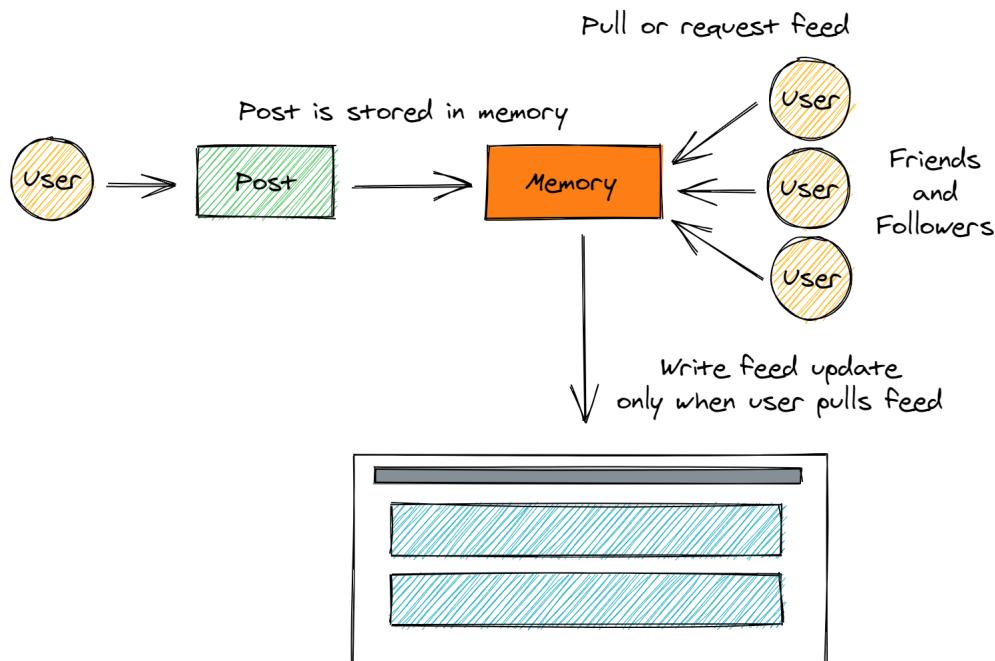 Pull or request feed
Post is stored in memory
User
Post
Memory
User
User
User
Friends
and
Followers
Write feed update
only when user pulls feed